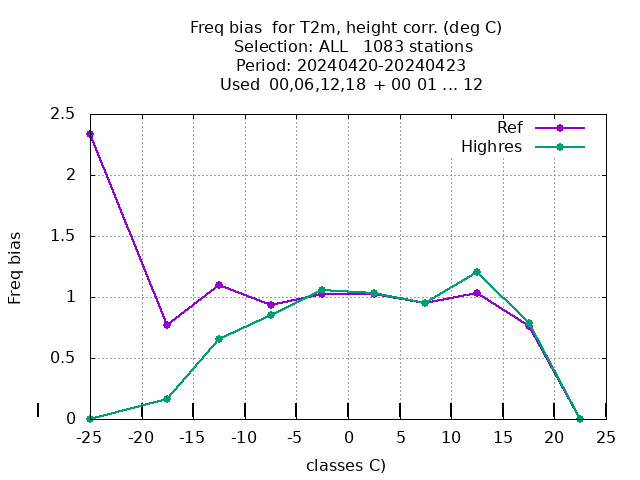 Freq bias  for T2m, height corr. (deg C)
Selection: ALL   1083 stations
Period: 20240420-20240423
Used  00,06,12,18  + 00 01 ... 12
Ref
Highres
2.5
2
1.5
1
0.5
0
Freq bias
-25 -20 -15 -10 -5 0 5 10 15 20 25
classes C)